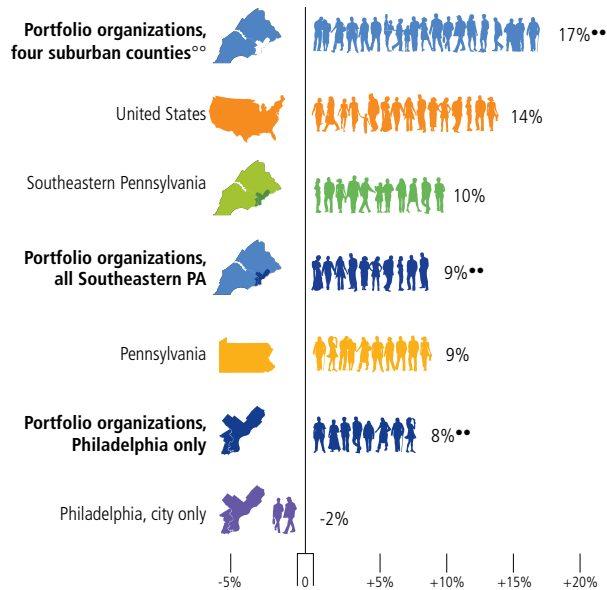 Portfolio organizations,
four suburban counties°°
17%••
United States
14%
Southeastern Pennsylvania
10%
Portfolio organizations,
all Southeastern PA
9%••
Pennsylvania
9%
Portfolio organizations,
Philadelphia only
8%••
Philadelphia, city only
-2%
-5% 0 +5% +10% +15% +20%